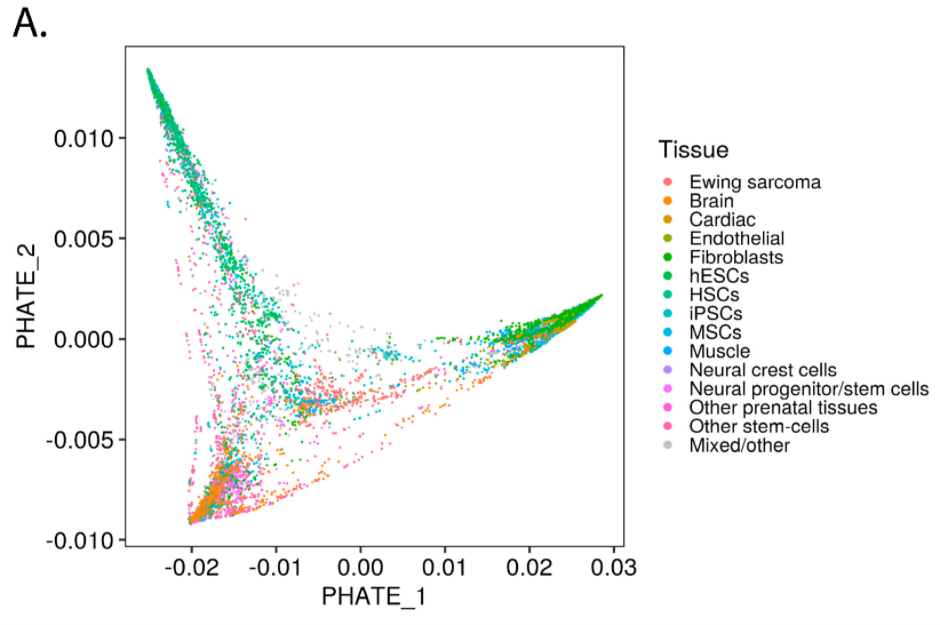 A.
0.010
0.005
0.000
-0.005
-0.010
PHATE_2
-0.02 -0.01 0.00 0.01 0.02 0.03
PHATE_1
Tissue
Ewing sarcoma
Brain
Cardiac
Endothelial
Fibroblasts
hESCs
HSCs
iPSCs
MSCs
Muscle
Neural crest cells
Neural progenitor/stem cells
Other prenatal tissues
Other stem-cells
Mixed/other